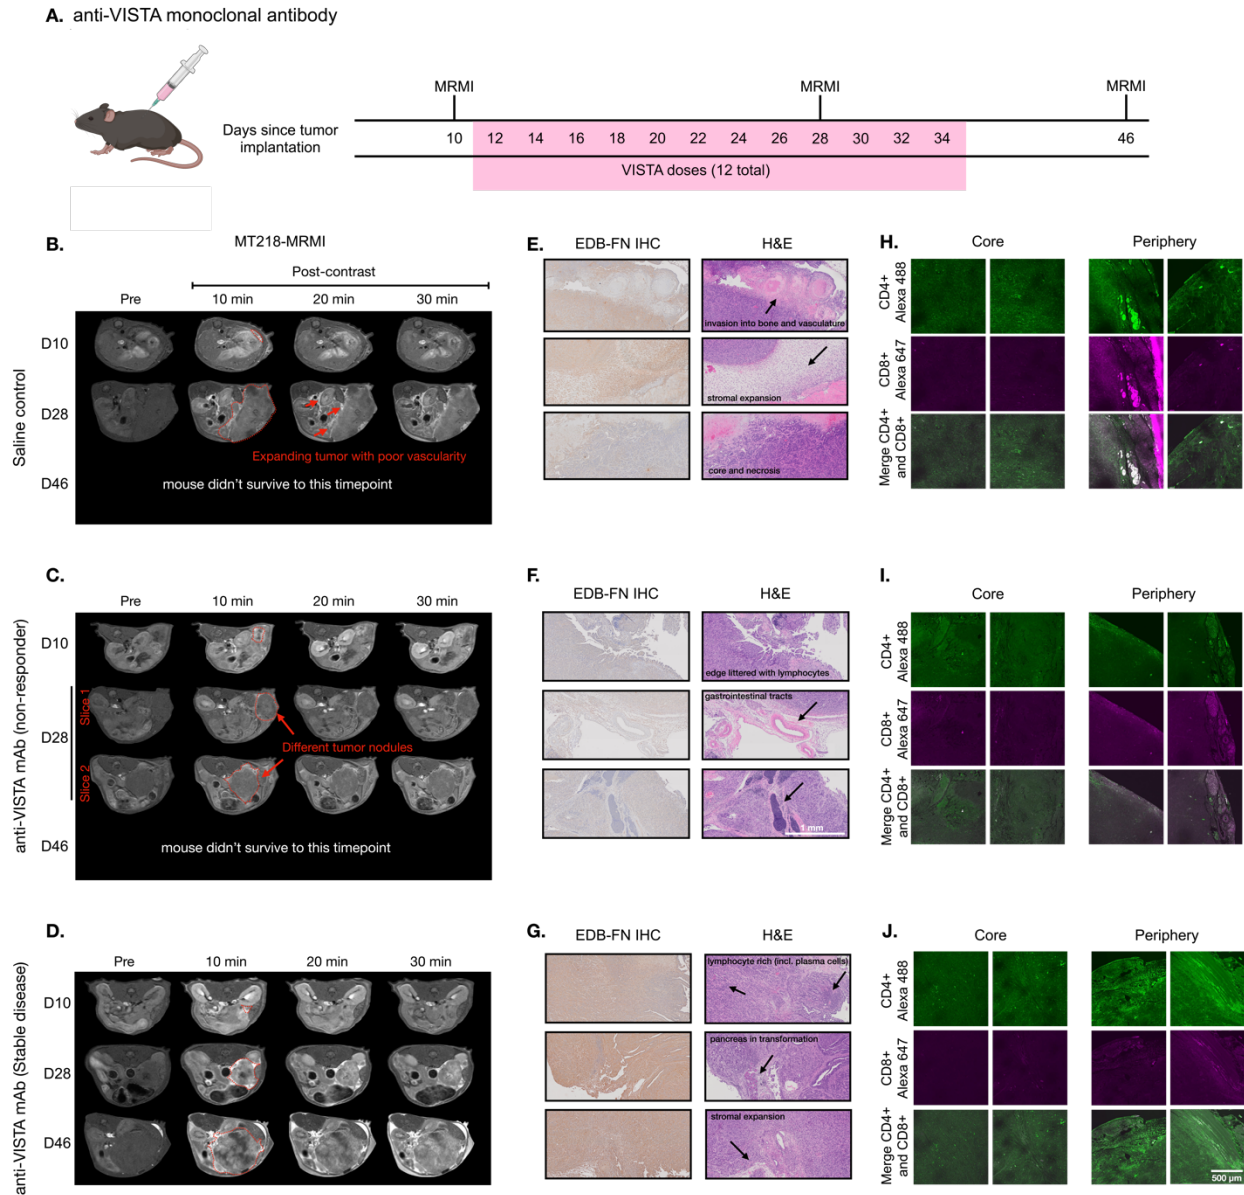 A. anti-VISTA monoclonal antibody
MRMI MRMI MRMI
Days since tumor
implantation
10 12 14 16 18 20 22 24 26 28 30 32 34 46
VISTA doses (12 total)
B.
MT218-MRMI
Post-contrast
Pre 10 min 20 min 30 min
Saline control
D10
D28
Expanding tumor with poor vascularity
D46
mouse didn't survive to this timepoint
E.
EDB-FN IHC H&E
invasion into bone and vasculature
stromal expansion
core and necrosis
H.
Core Periphery
CD4+
Alexa 488
CD8+
Alexa 647
Merge CD4+
and CD8+
C.
Pre 10 min 20 min 30 min
anti-VISTA mAb (non-responder)
D10
D28
Slice 1
Slice 2
Different tumor nodules
D46
mouse didn't survive to this timepoint
F.
EDB-FN IHC H&E
edge littered with lymphocytes
gastrointestinal tracts
1 mm
I.
Core Periphery
CD4+
Alexa 488
CD8+
Alexa 647
Merge CD4+
and CD8+
D.
Pre 10 min 20 min 30 min
anti-VISTA mAb (Stable disease)
D10
D28
D46
G.
EDB-FN IHC H&E
lymphocyte rich (incl. plasma cells)
pancreas in transformation
stromal expansion
J.
Core Periphery
CD4+
Alexa 488
CD8+
Alexa 647
Merge CD4+
and CD8+
500 µm